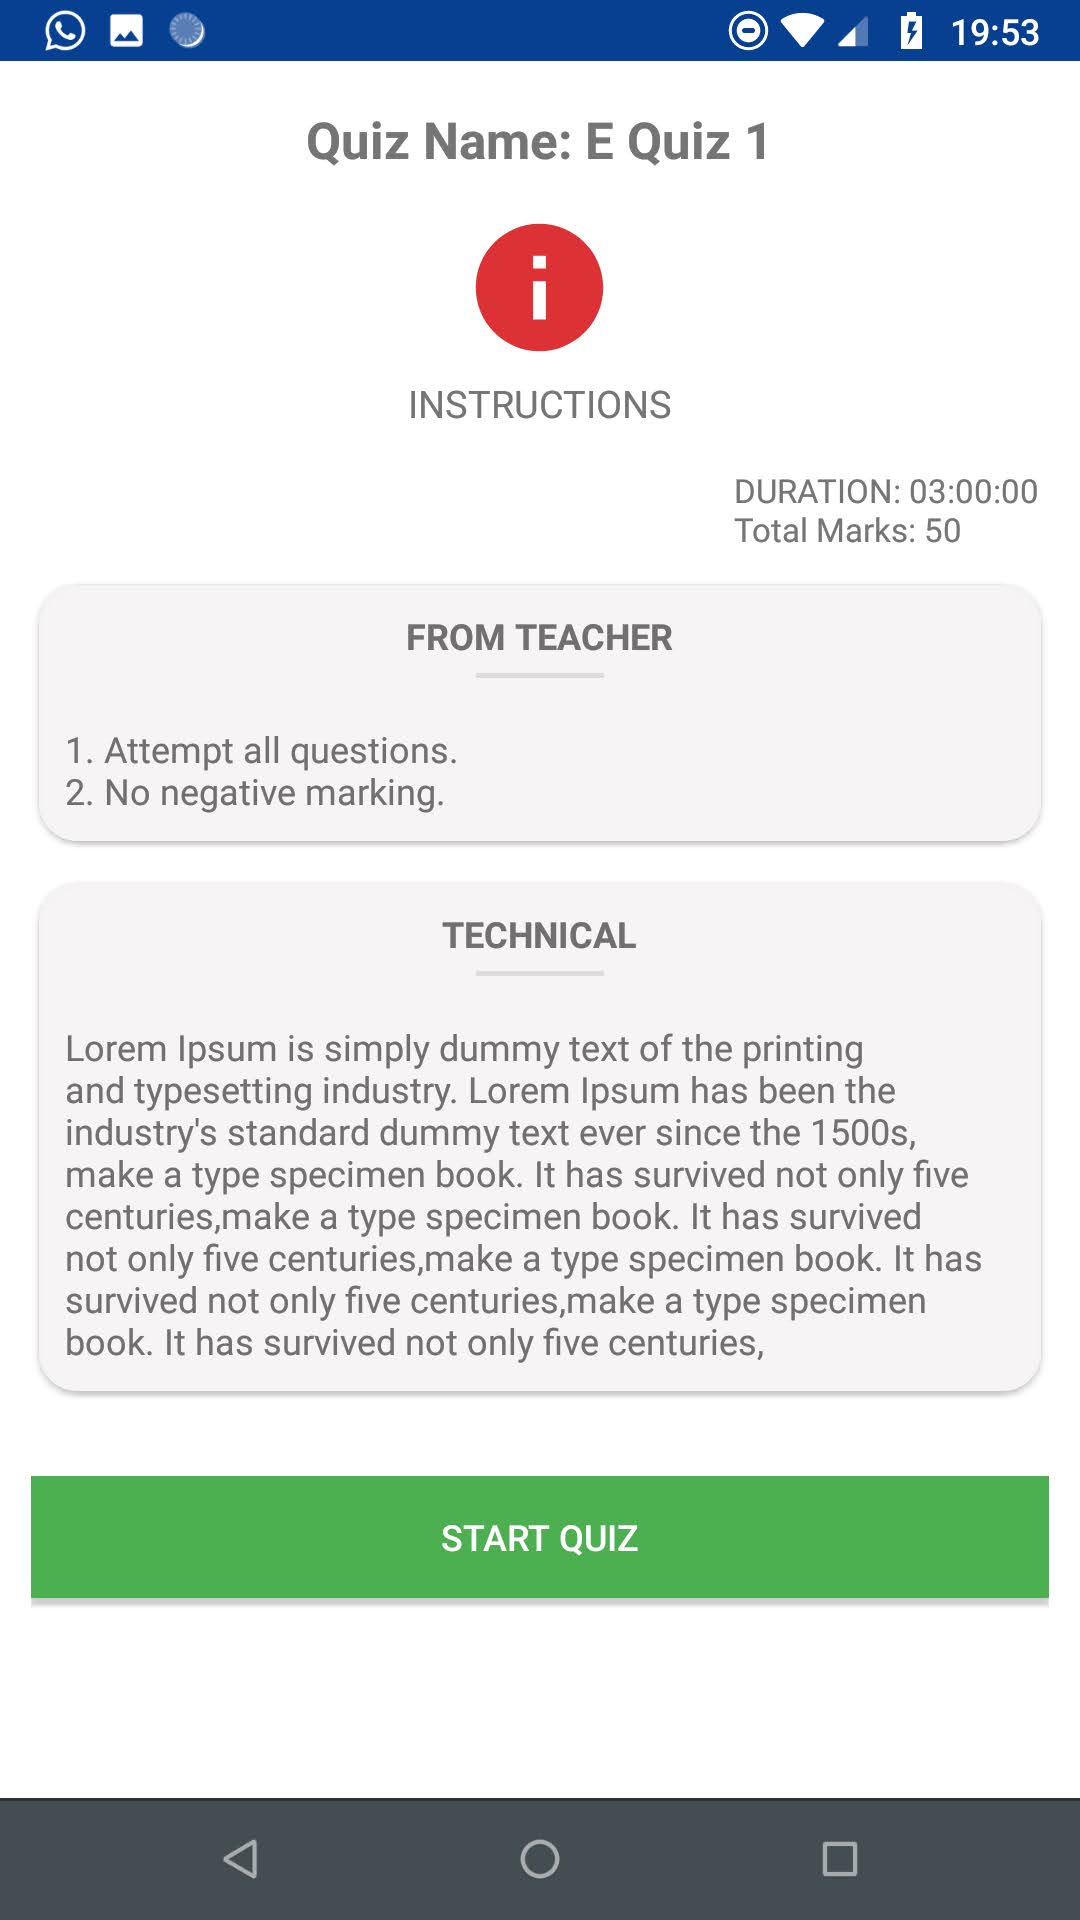 19:53
Quiz Name: E Quiz 1
INSTRUCTIONS
DURATION: 03:00:00
Total Marks: 50
FROM TEACHER
1. Attempt all questions.
2. No negative marking.
TECHNICAL
Lorem Ipsum is simply dummy text of the printing
and typesetting industry. Lorem Ipsum has been the
industry's standard dummy text ever since the 1500s,
make a type specimen book. It has survived not only five
centuries,make a type specimen book. It has survived
not only five centuries,make a type specimen book. It has
survived not only five centuries,make a type specimen
book. It has survived not only five centuries,
START QUIZ